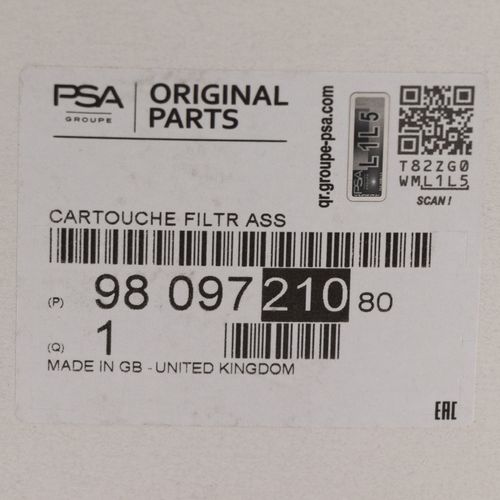 PSA
GROUPE
ORIGINAL
PARTS
qr.groupe-psa.com
PSA L1L5
T82ZG0
WML1L5
SCAN!
CARTOUCHE FILTR ASS
(P) 98 097 210 80
(Q) 1
MADE IN GB - UNITED KINGDOM
EAC